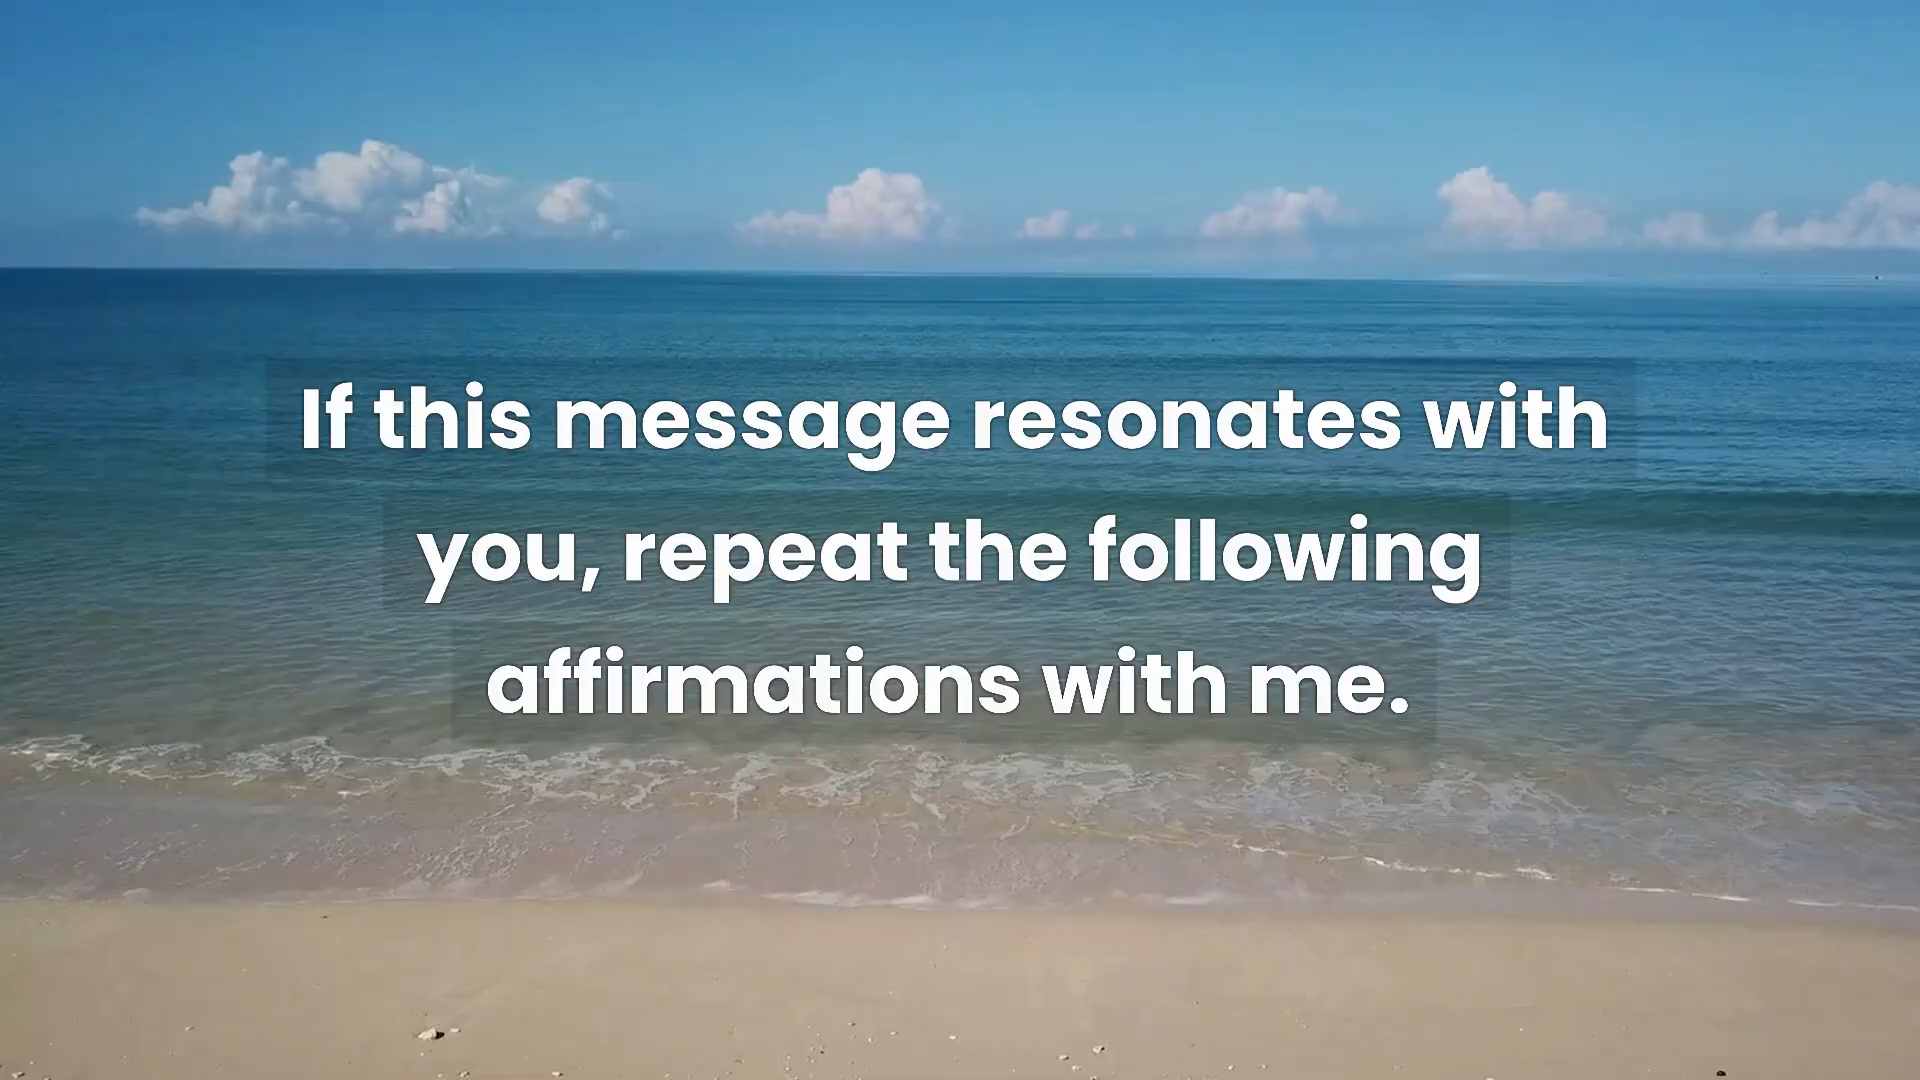 If this message resonates with
you, repeat the following
affirmations with me.